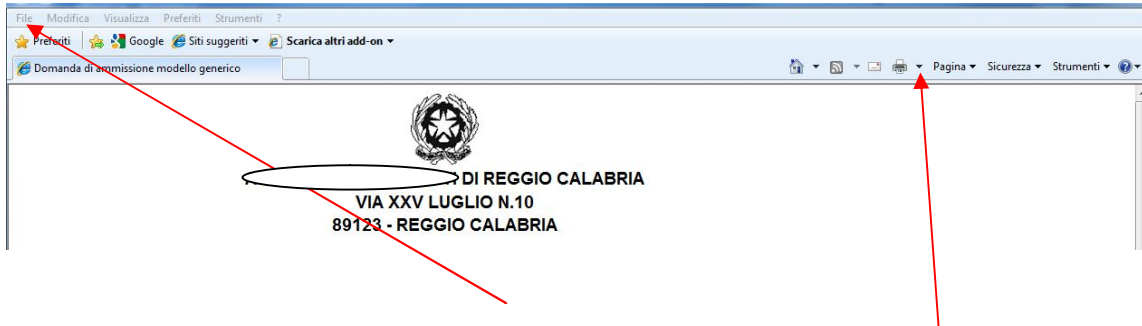 File Modifica Visualizza Preferiti Strumenti ?
Preferiti Google Siti suggeriti Scarica altri add-on
Domanda di ammissione modello generico Pagina Sicurezza Strumenti
DI REGGIO CALABRIA
VIA XXV LUGLIO N.10
89123 - REGGIO CALABRIA